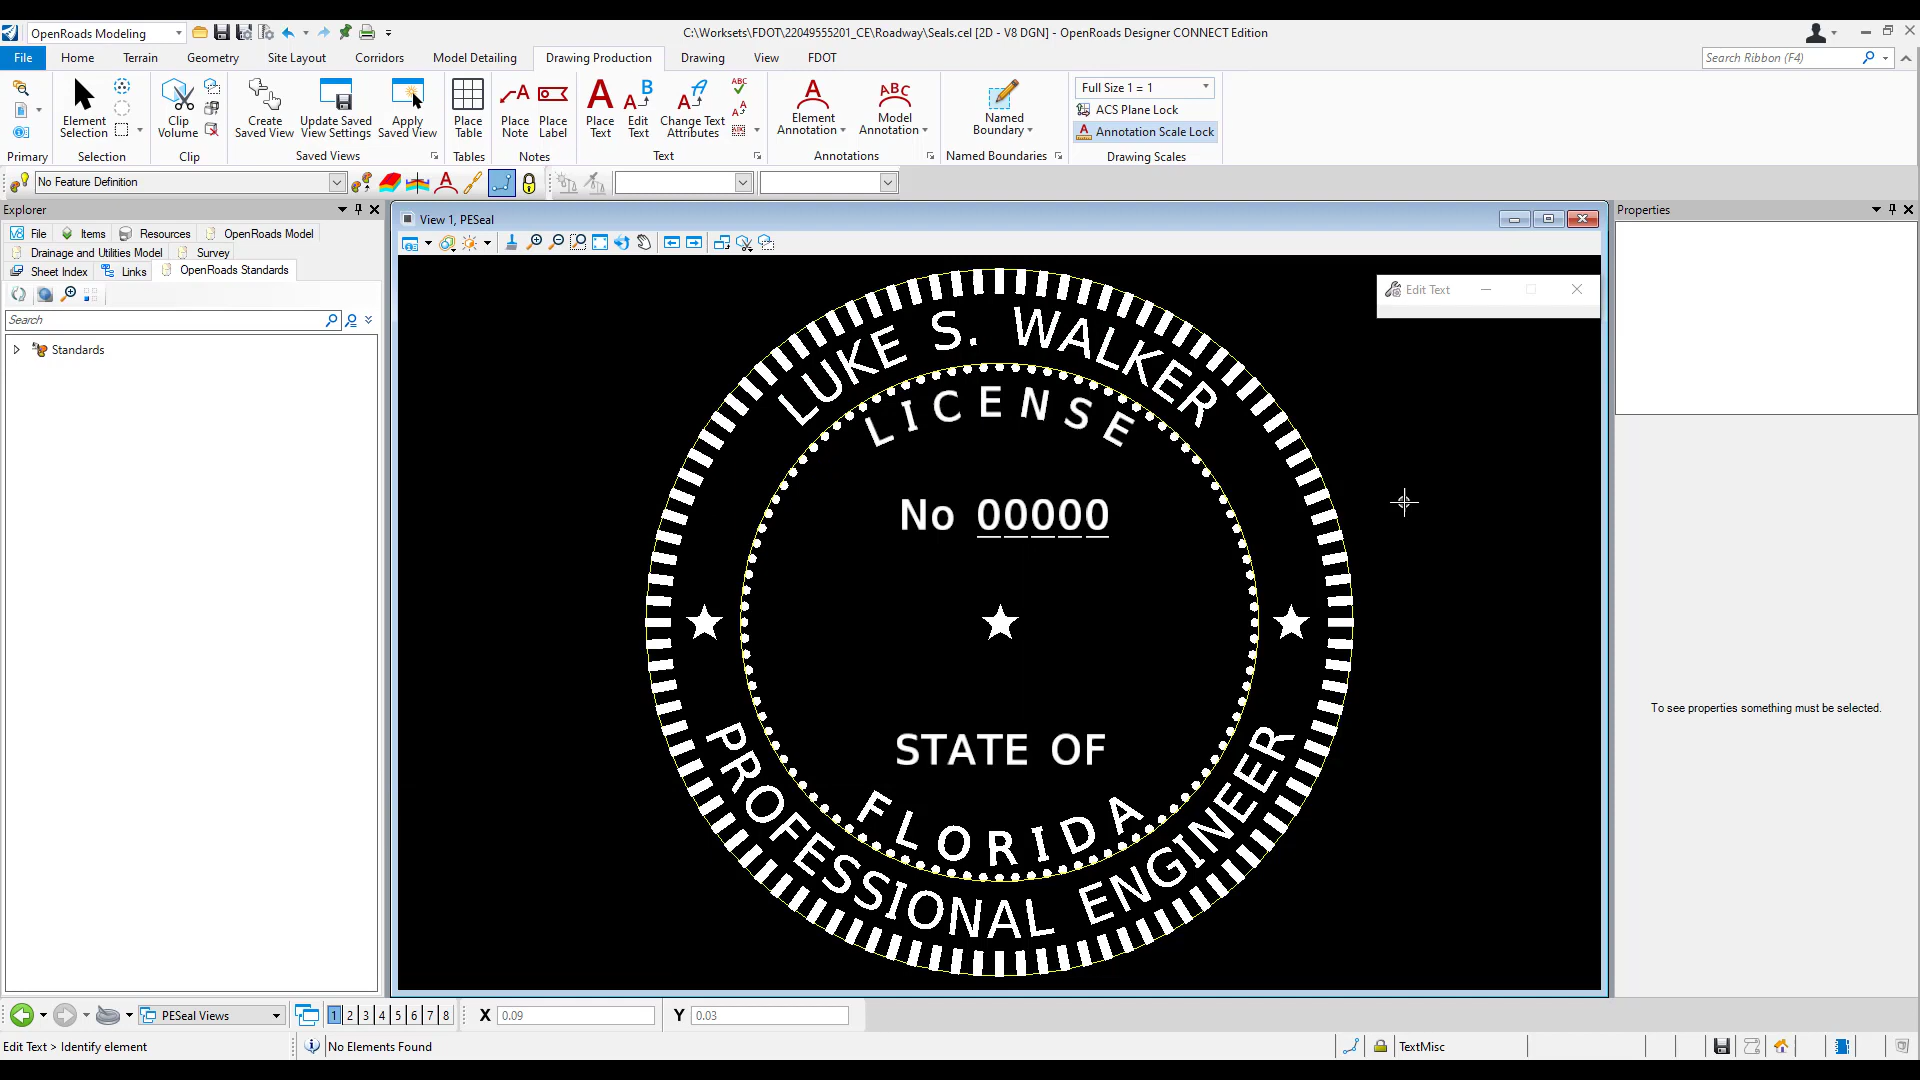 OpenRoads Modeling
C:\Worksets\FDOT\22049555201_CE\Roadway\Seals.cel [2D - V8 DGN] - OpenRoads Designer CONNECT Edition
File Home Terrain Geometry Site Layout Corridors Model Detailing Drawing Production Drawing View FDOT
Search Ribbon (F4)
Element Selection
Clip Volume
Create Saved View
Update Saved View Settings
Apply Saved View
Place Table
Place Note
Place Label
Place Text
Edit Text
Change Text Attributes
Element Annotation
Model Annotation
Named Boundary
Full Size 1 = 1
ACS Plane Lock
Annotation Scale Lock
Primary Selection Clip Saved Views Tables Notes Text Annotations Named Boundaries Drawing Scales
No Feature Definition
Explorer
File Items Resources OpenRoads Model
Drainage and Utilities Model Survey
Sheet Index Links OpenRoads Standards
Search
Standards
View 1, PESeal
Edit Text
LUKE S. WALKER
LICENSE
No 00000
STATE OF
FLORIDA
PROFESSIONAL ENGINEER
Properties
To see properties something must be selected.
PESeal Views
1 2 3 4 5 6 7 8
X 0.09
Y 0.03
Edit Text > Identify element
No Elements Found
TextMisc